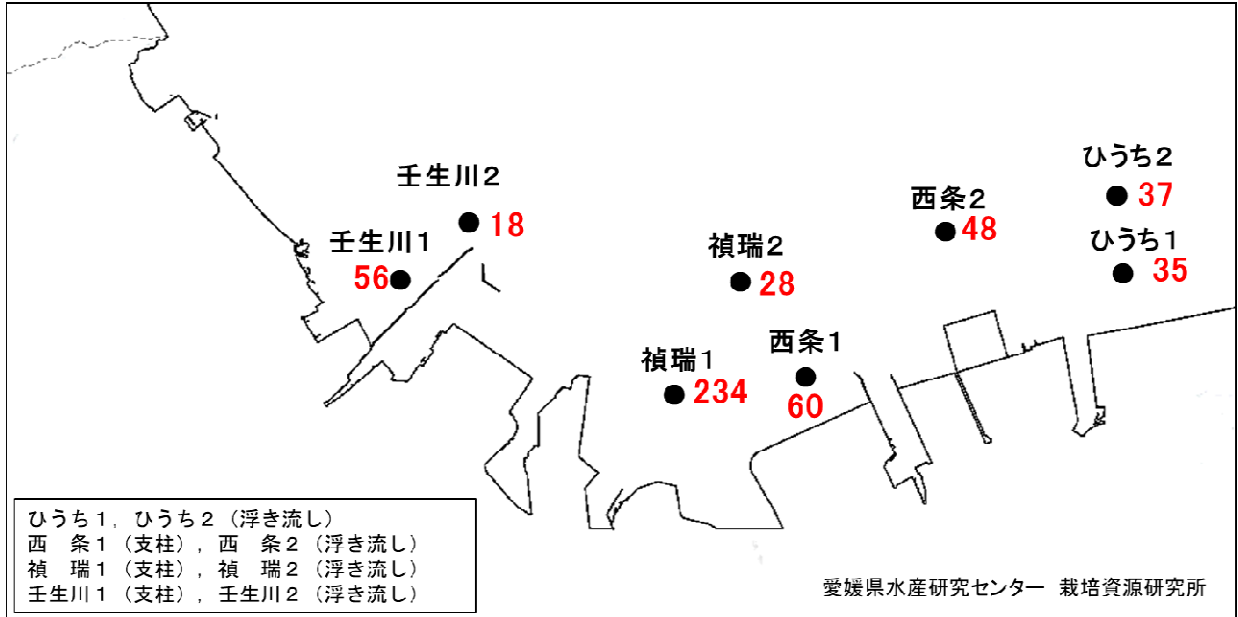 ひうち2
37
壬生川2
18
西条2
48
壬生川1
56
禎瑞2
28
ひうち1
35
禎瑞1
234
西条1
60
ひうち1, ひうち2 (浮き流し)
西　条1 (支柱), 西　条2 (浮き流し)
禎　瑞1 (支柱), 禎　瑞2 (浮き流し)
壬生川1 (支柱), 壬生川2 (浮き流し)
愛媛県水産研究センター 栽培資源研究所